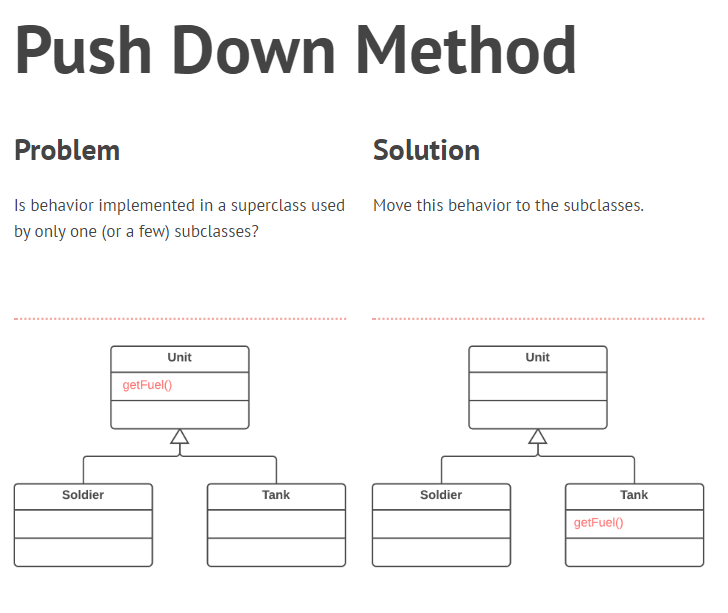 Push Down Method
Problem
Is behavior implemented in a superclass used
by only one (or a few) subclasses?
Unit
getFuel()
Soldier
Tank
Solution
Move this behavior to the subclasses.
Unit
Soldier
Tank
getFuel()